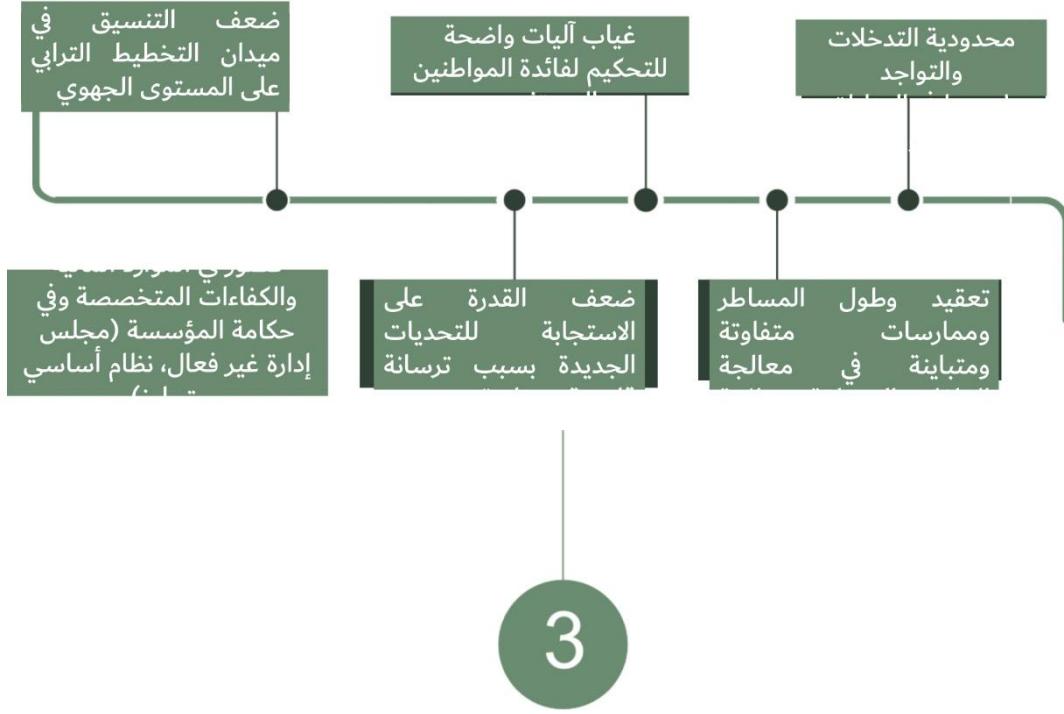 محدودية التدخلات
والتواجد
غياب آليات واضحة
للتحكيم لفائدة المواطنين
ضعف التنسيق في
ميدان التخطيط الترابي
على المستوى الجهوي
تعقيد وطول المساطر
وممارسات متفاوتة
ومتباينة في معالجة
ضعف القدرة على
الاستجابة للتحديات
الجديدة بسبب ترسانة
والكفاءات المتخصصة وفي
حكامة المؤسسة (مجلس
إدارة غير فعال، نظام أساسي
3